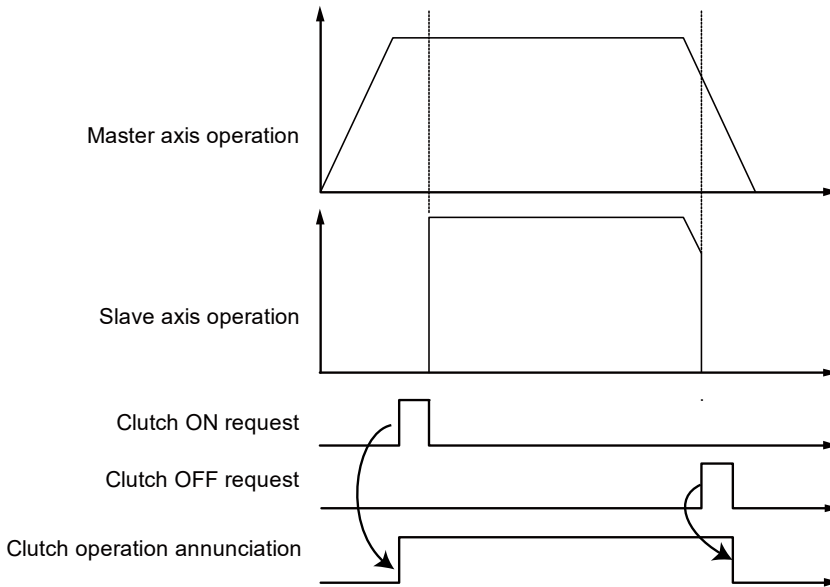 Master axis operation
Slave axis operation
Clutch ON request
Clutch OFF request
Clutch operation annunciation